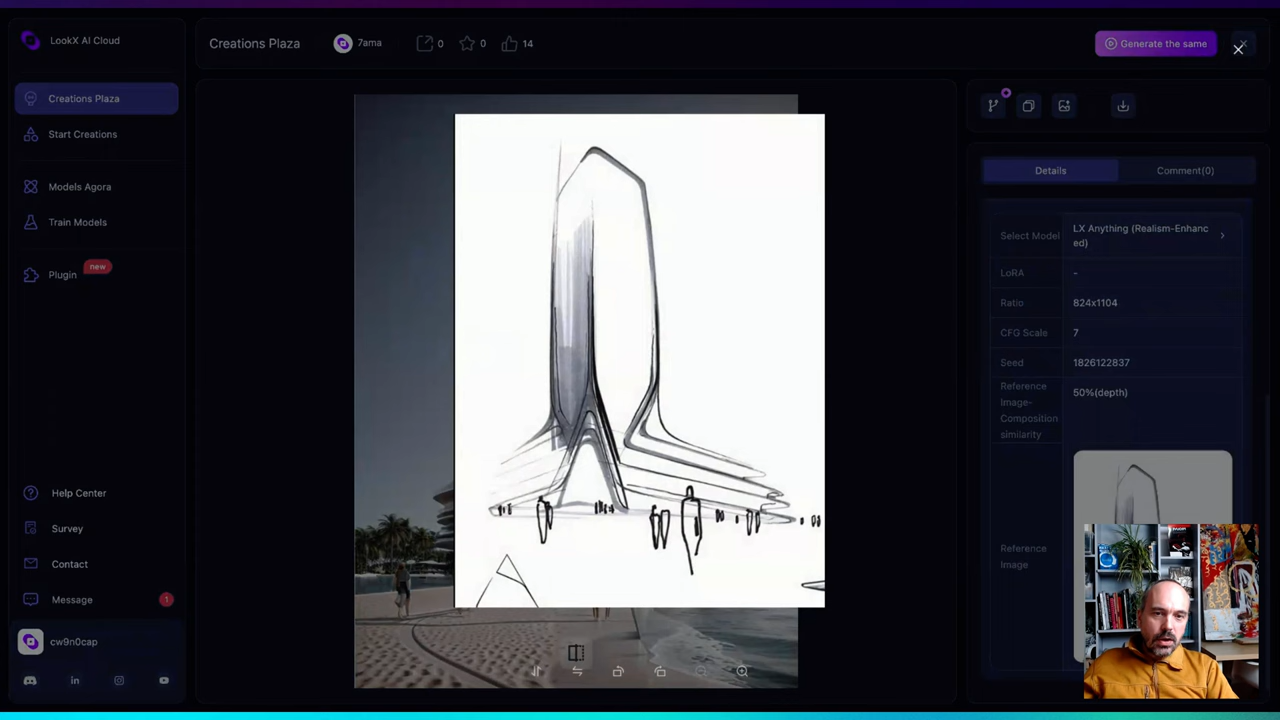 LookX AI Cloud
Creations Plaza
7ama
0
0
14
Generate the same
Creations Plaza
Start Creations
Models Agora
Train Models
Plugin
new
Help Center
Survey
Contact
Message
1
cw9n0cap
Details
Comment(0)
Select Model
LX Anything (Realism-Enhanc
ed)
LoRA
-
Ratio
824x1104
CFG Scale
7
Seed
1826122837
Reference
Image-
Composition
similarity
50%(depth)
Reference
Image